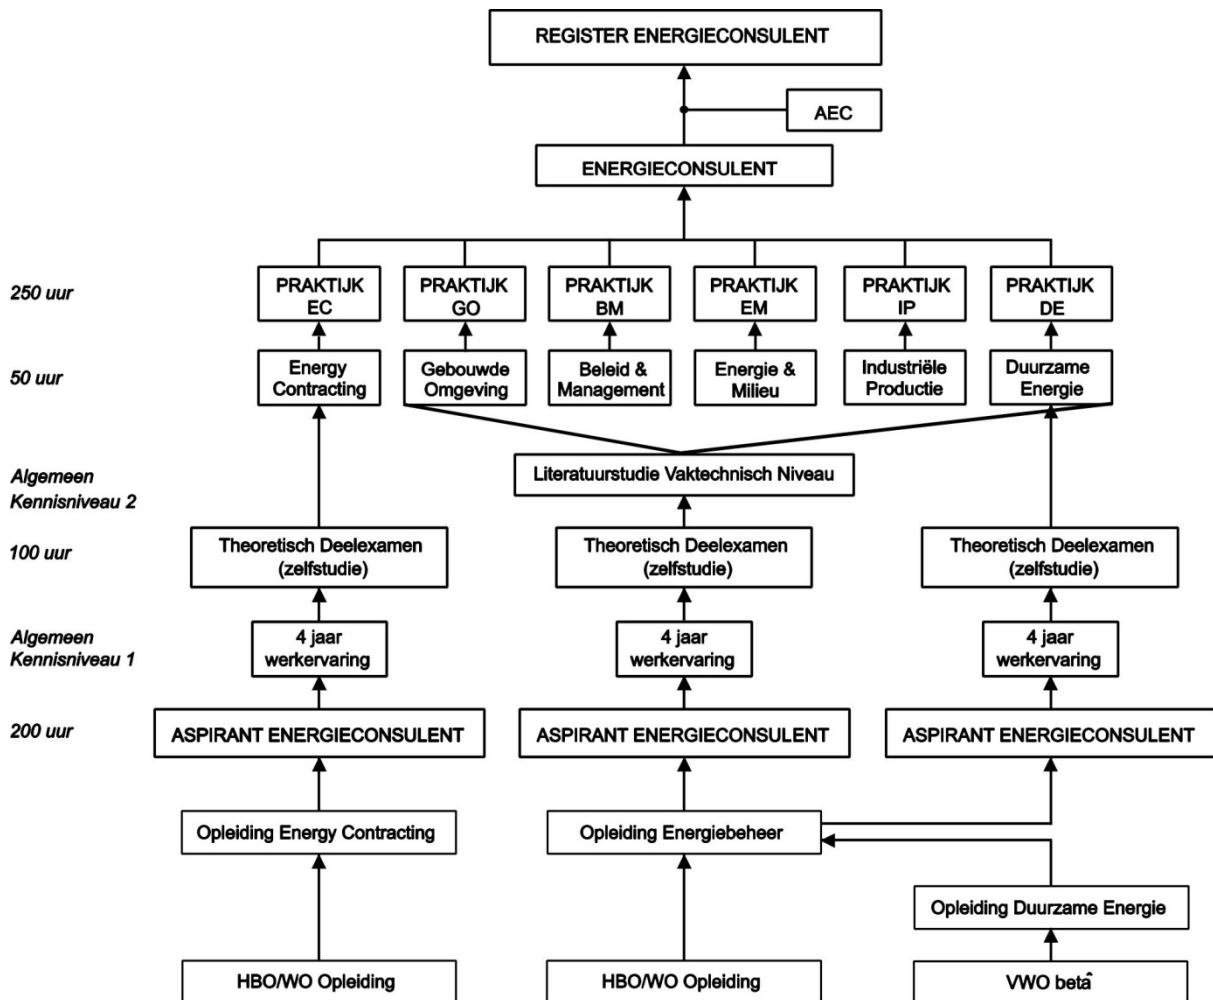 REGISTER ENERGIECONSULENT
AEC
ENERGIECONSULENT
250 uur
PRAKTIJK
EC
PRAKTIJK
GO
PRAKTIJK
BM
PRAKTIJK
EM
PRAKTIJK
IP
PRAKTIJK
DE
50 uur
Energy
Contracting
Gebouwde
Omgeving
Beleid &
Management
Energie &
Milieu
Industriële
Productie
Duurzame
Energie
Algemeen
Kennisniveau 2
Literatuurstudie Vaktechnisch Niveau
100 uur
Theoretisch Deelexamen
(zelfstudie)
Theoretisch Deelexamen
(zelfstudie)
Theoretisch Deelexamen
(zelfstudie)
Algemeen
Kennisniveau 1
4 jaar
werkervaring
4 jaar
werkervaring
4 jaar
werkervaring
200 uur
ASPIRANT ENERGIECONSULENT
ASPIRANT ENERGIECONSULENT
ASPIRANT ENERGIECONSULENT
Opleiding Energy Contracting
Opleiding Energiebeheer
Opleiding Duurzame Energie
HBO/WO Opleiding
HBO/WO Opleiding
VWO betâ